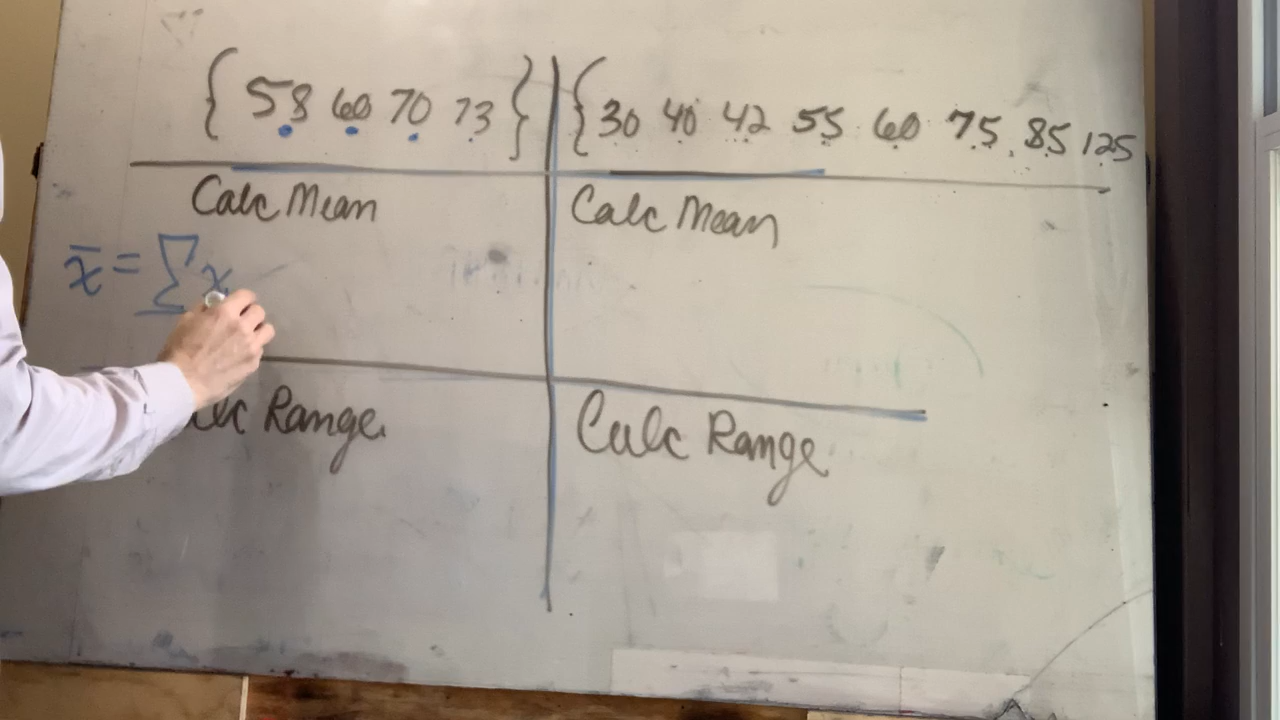 { 58 60 70 73 }
{ 30 40 42 55 60 75 85 125
Calc Mean
Calc Mean
x̄ = Σx
Range
Calc Range